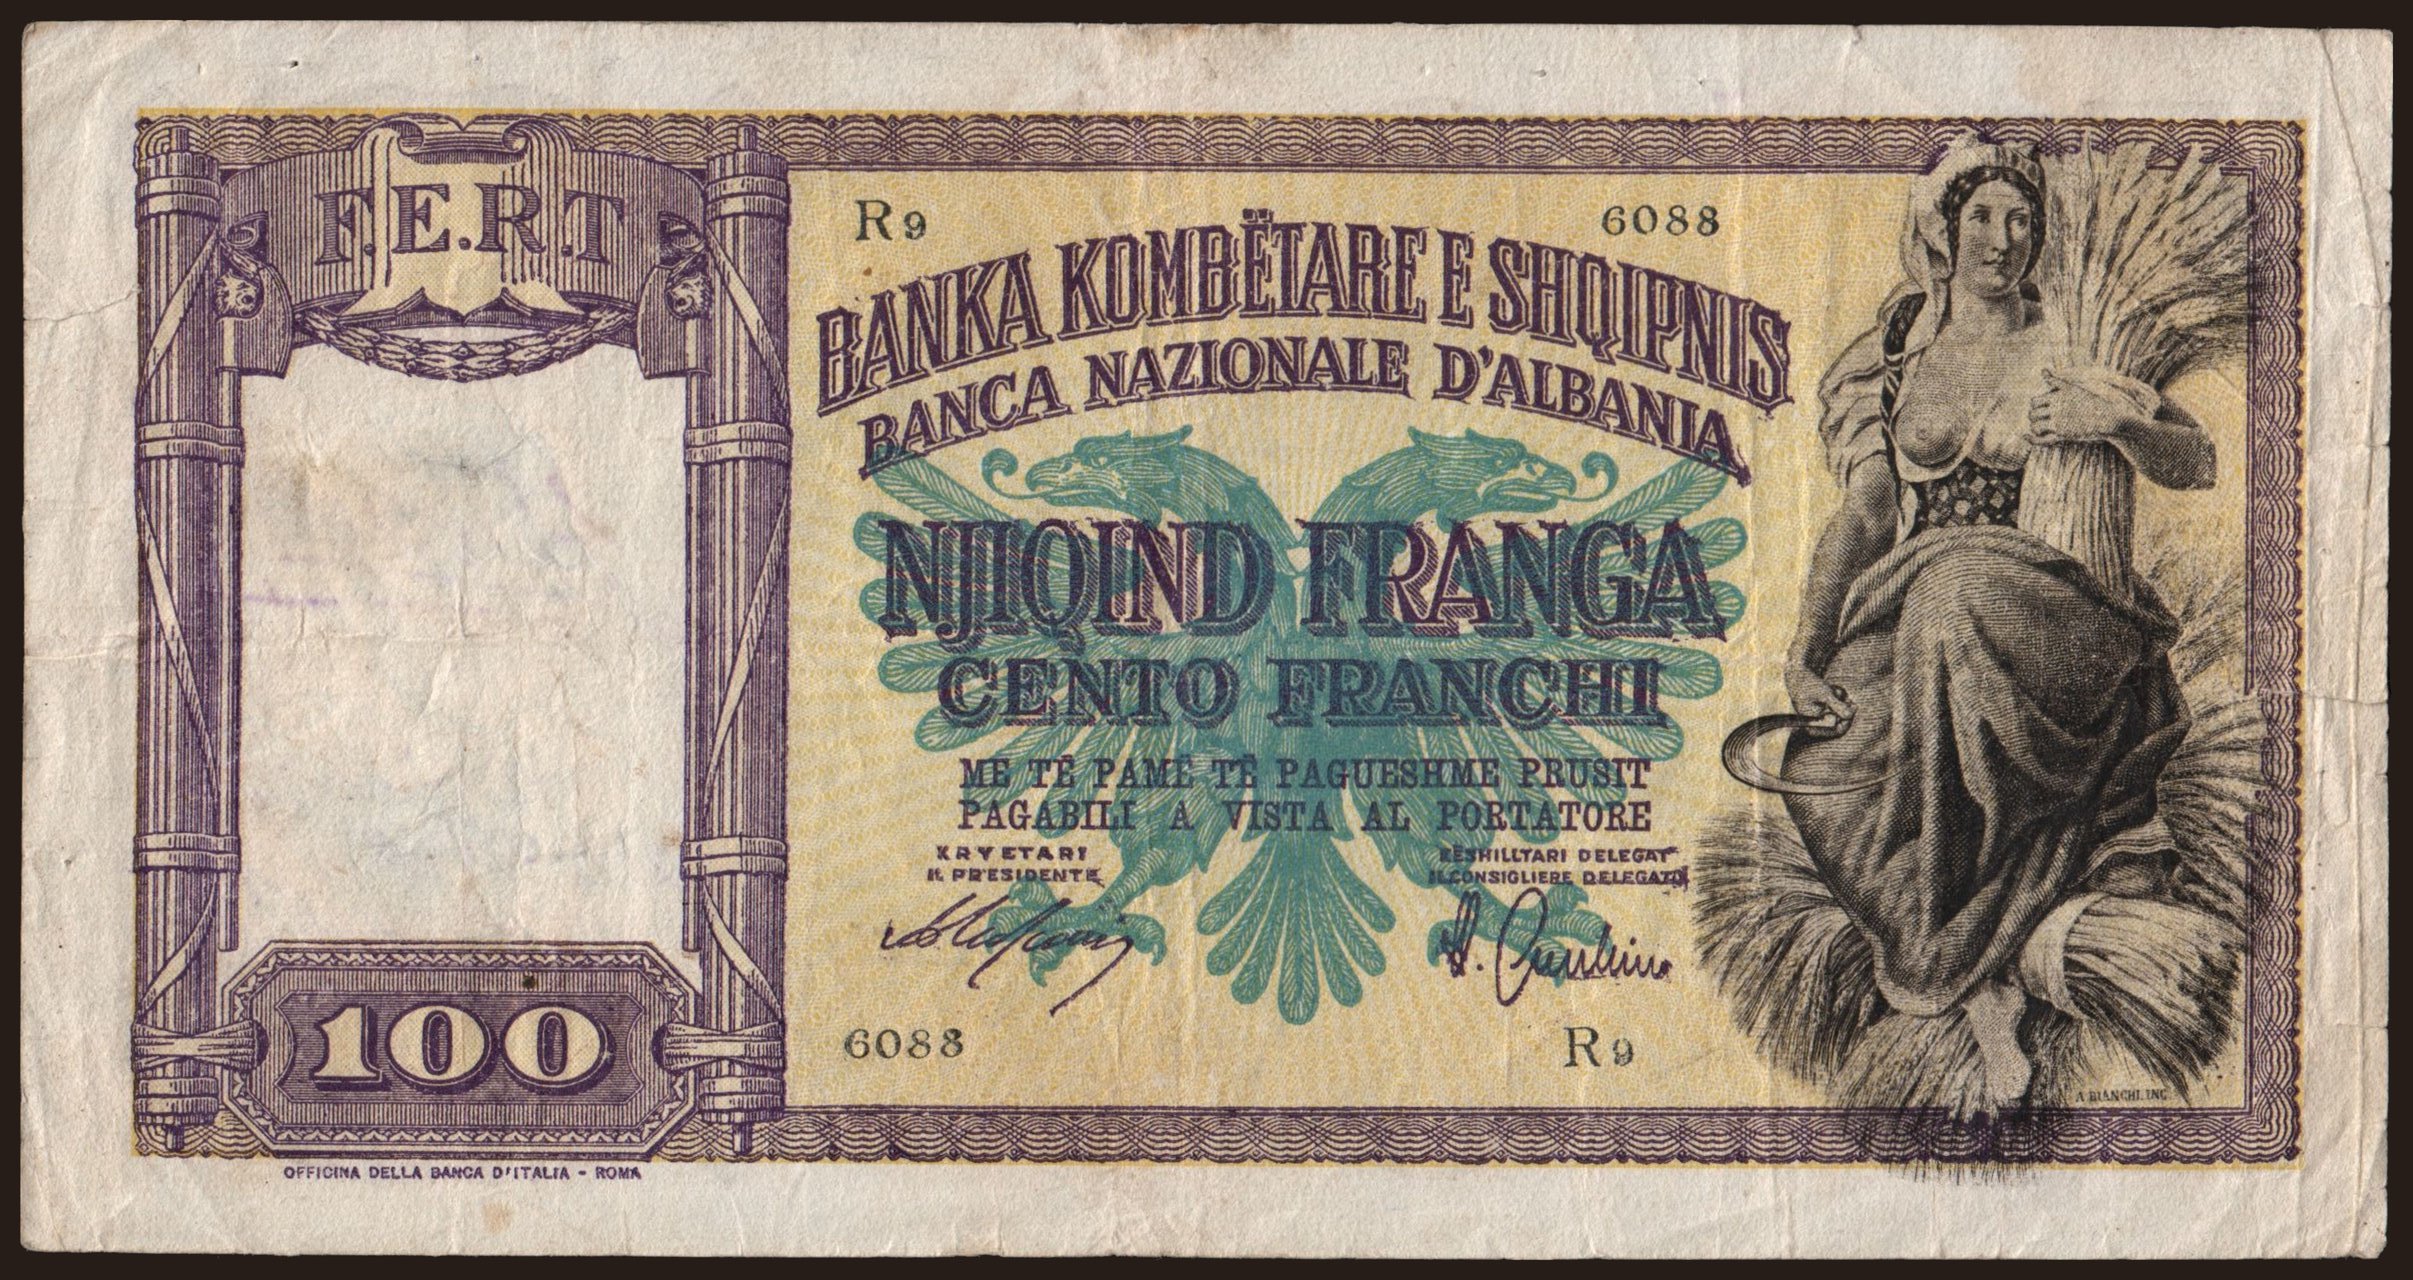 F.E.R.T
R9 6088
BANKA KOMBËTARE E SHQIPNIS
BANCA NAZIONALE D'ALBANIA
NJIQIND FRANGA
CENTO FRANCHI
ME TË PAMË TË PAGUESHME PRUSIT
PAGABILI A VISTA AL PORTATORE
KRYETARI
IL PRESIDENTE
KËSHILLTARI DELEGAT
IL CONSIGLIERE DELEGATO
6088 R9
100
A BIANCHI. INC.
OFFICINA DELLA BANCA D'ITALIA - ROMA